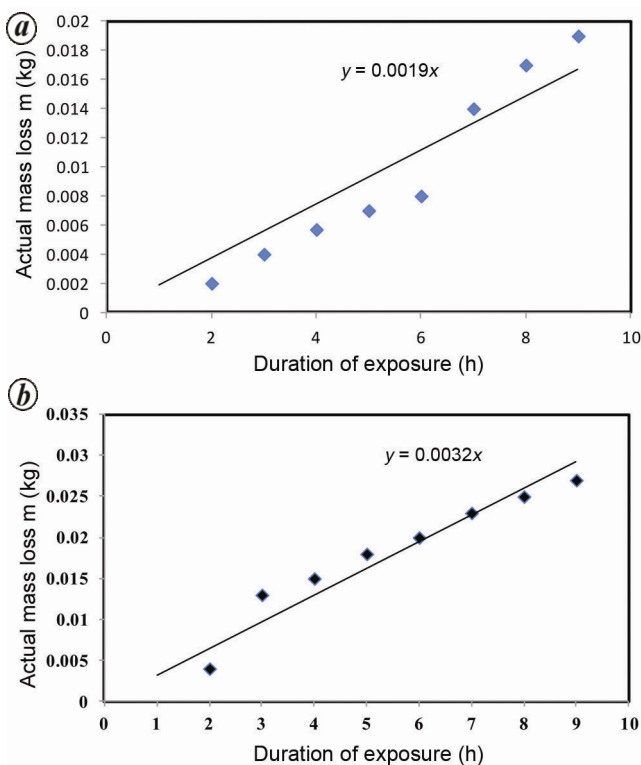 a
Actual mass loss m (kg)
0.02
0.018
0.016
0.014
0.012
0.01
0.008
0.006
0.004
0.002
0
y = 0.0019x
0 2 4 6 8 10
Duration of exposure (h)
b
Actual mass loss m (kg)
0.035
0.03
0.025
0.02
0.015
0.01
0.005
0
y = 0.0032x
0 1 2 3 4 5 6 7 8 9 10
Duration of exposure (h)